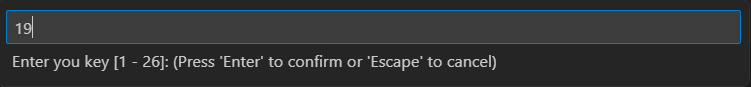 19
Enter you key [1 - 26]: (Press 'Enter' to confirm or 'Escape' to cancel)